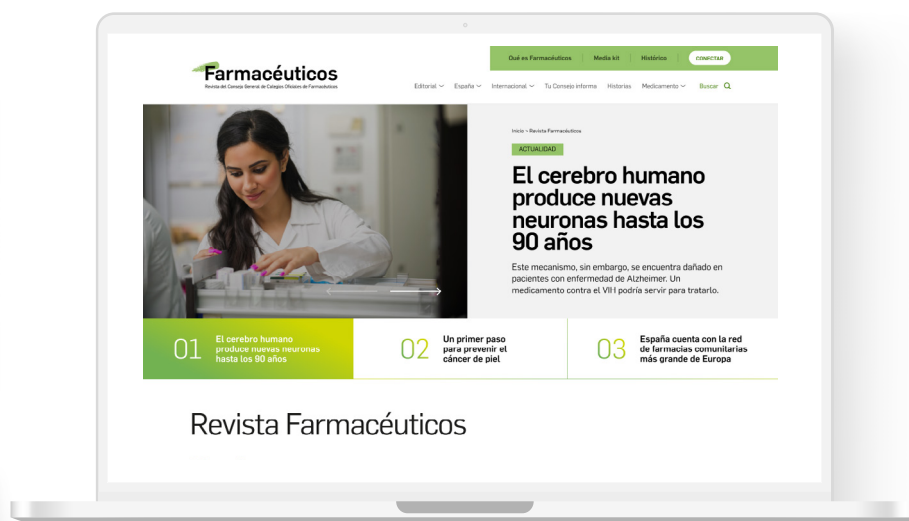 Qué es Farmacéuticos Media kit Histórico CONECTAR
Farmacéuticos
Revista del Consejo General de Colegios Oficiales de Farmacéuticos
Editorial España Internacional Tu Consejo informa Historias Medicamento Buscar
Inicio > Revista Farmacéuticos
ACTUALIDAD
El cerebro humano
produce nuevas
neuronas hasta los
90 años
Este mecanismo, sin embargo, se encuentra dañado en
pacientes con enfermedad de Alzheimer. Un
medicamento contra el VIH podría servir para tratarlo.
01 El cerebro humano
produce nuevas neuronas
hasta los 90 años
02 Un primer paso
para prevenir el
cáncer de piel
03 España cuenta con la red
de farmacias comunitarias
más grande de Europa
Revista Farmacéuticos